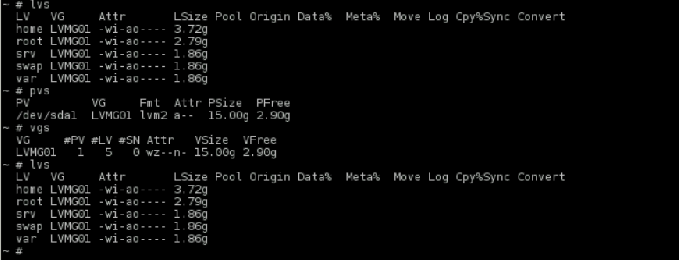 ~ # lvs
LV VG Attr LSize Pool Origin Data% Meta% Move Log Cpy%Sync Convert
home LVMG01 -wi-ao---- 3.72g
root LVMG01 -wi-ao---- 2.79g
srv LVMG01 -wi-ao---- 1.86g
swap LVMG01 -wi-ao---- 1.86g
var LVMG01 -wi-ao---- 1.86g
~ # pvs
PV VG Fmt Attr PSize PFree
/dev/sda1 LVMG01 lvm2 a-- 15.00g 2.90g
~ # vgs
VG #PV #LV #SN Attr VSize VFree
LVMG01 1 5 0 wz--n- 15.00g 2.90g
~ # lvs
LV VG Attr LSize Pool Origin Data% Meta% Move Log Cpy%Sync Convert
home LVMG01 -wi-ao---- 3.72g
root LVMG01 -wi-ao---- 2.79g
srv LVMG01 -wi-ao---- 1.86g
swap LVMG01 -wi-ao---- 1.86g
var LVMG01 -wi-ao---- 1.86g
~ #